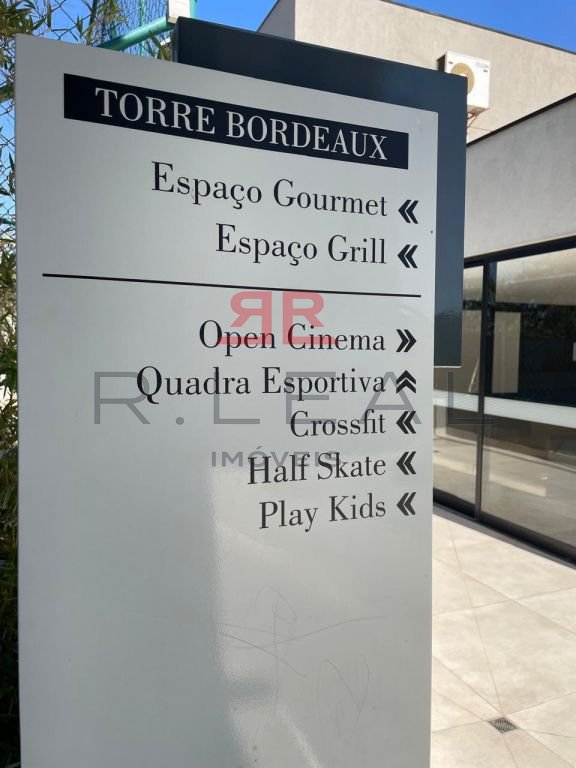 TORRE BORDEAUX
Espaço Gourmet «
Espaço Grill «
Open Cinema »
Quadra Esportiva
Crossfit «
Half Skate «
Play Kids «
RR
R.LEAL
IMÓVEIS